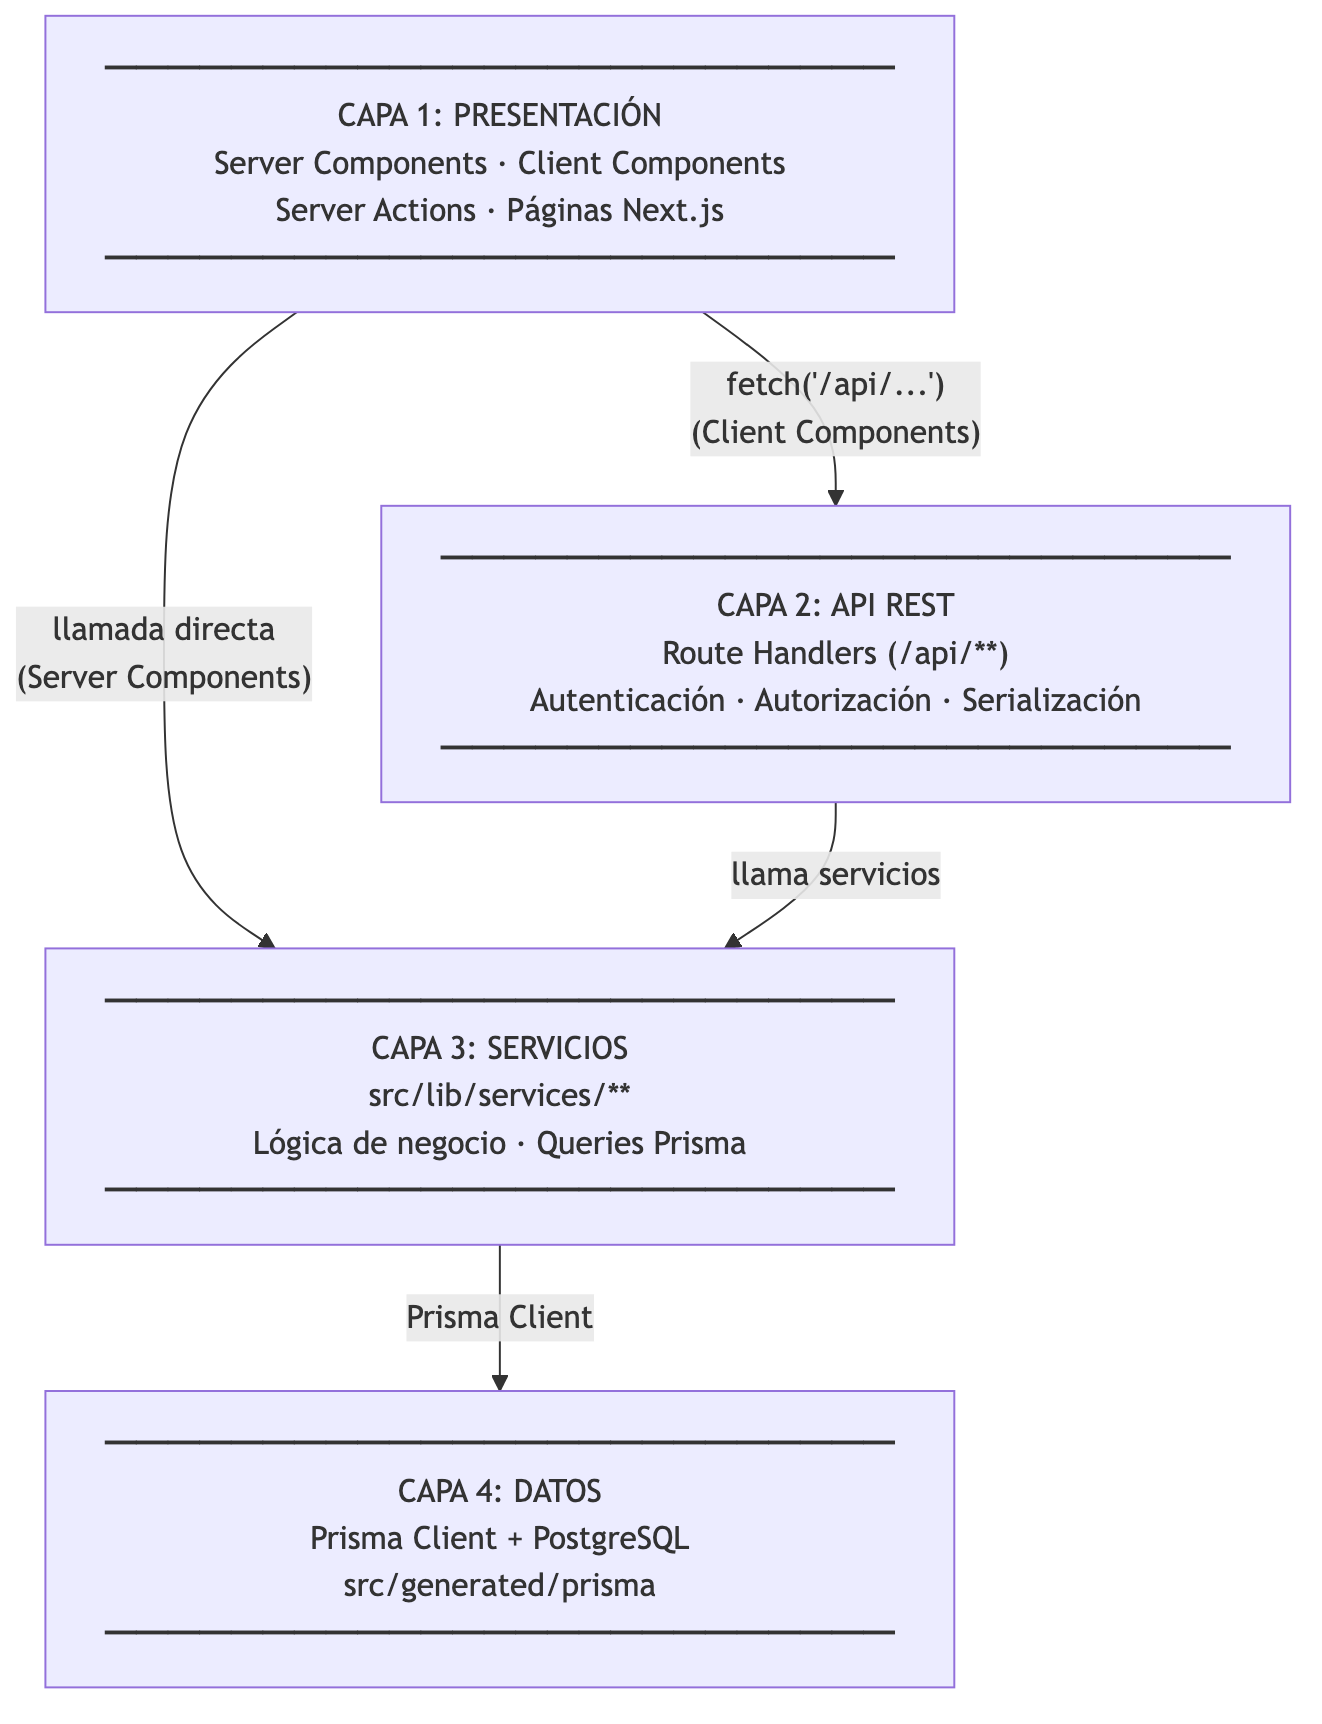 CAPA 1: PRESENTACIÓN
Server Components · Client Components
Server Actions · Páginas Next.js
fetch('/api/...')
(Client Components)
llamada directa
(Server Components)
CAPA 2: API REST
Route Handlers (/api/**)
Autenticación · Autorización · Serialización
llama servicios
CAPA 3: SERVICIOS
src/lib/services/**
Lógica de negocio · Queries Prisma
Prisma Client
CAPA 4: DATOS
Prisma Client + PostgreSQL
src/generated/prisma